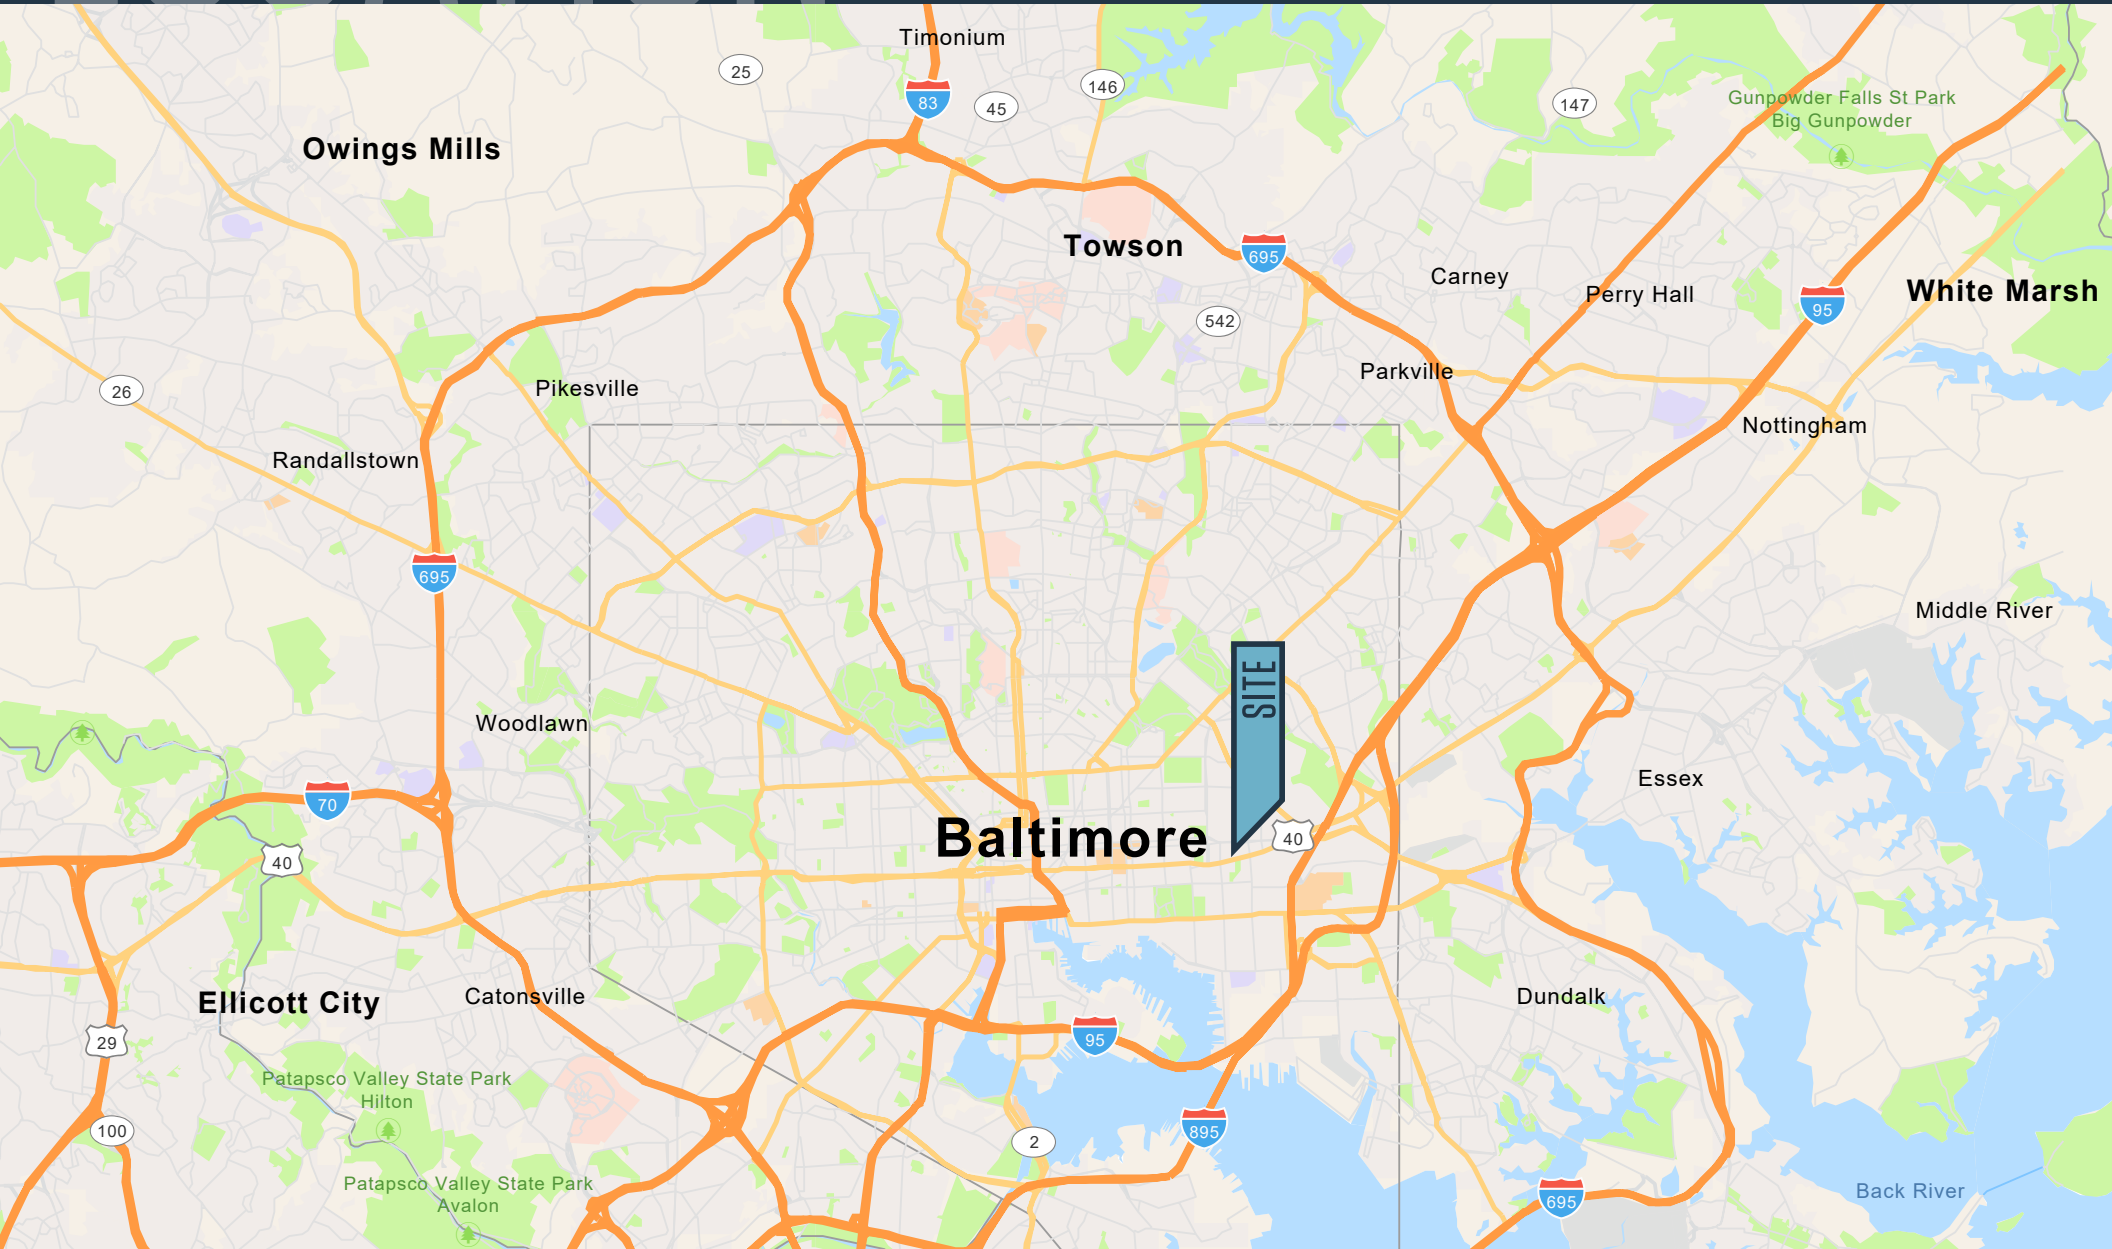 Timonium
25
83
45
146
147
Gunpowder Falls St Park
Big Gunpowder
Owings Mills
Towson
695
Carney
Perry Hall
White Marsh
95
542
Parkville
26
Pikesville
Nottingham
Randallstown
695
Middle River
SITE
Woodlawn
Essex
70
Baltimore
40
40
Ellicott City
Catonsville
Dundalk
29
95
Patapsco Valley State Park
Hilton
100
895
2
Patapsco Valley State Park
Avalon
695
Back River